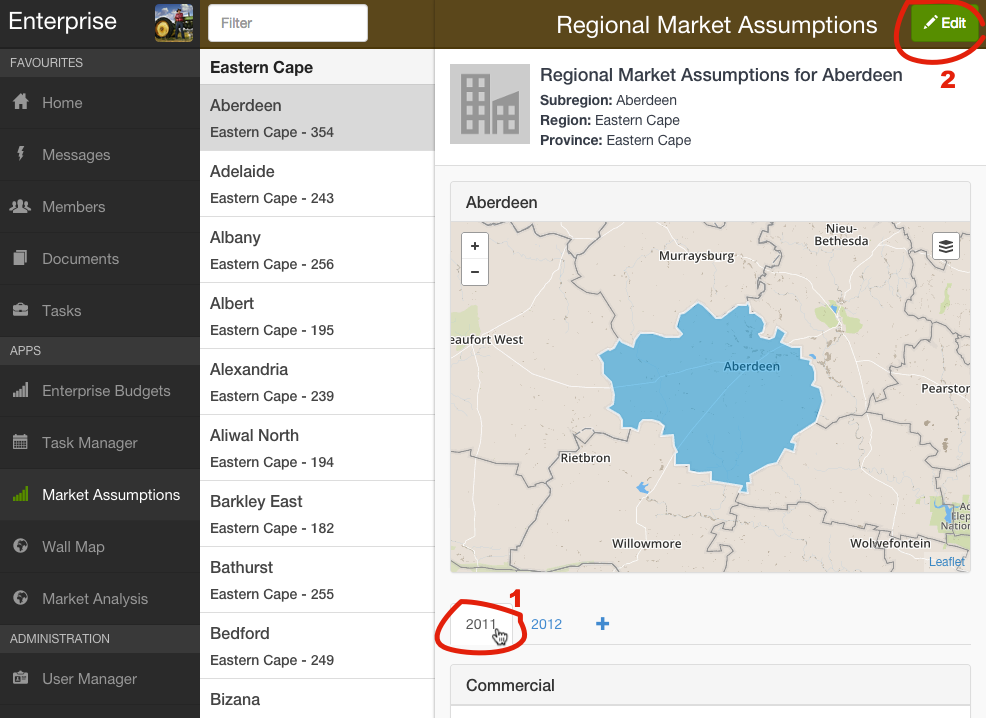 Enterprise
FAVOURITES
Home
Messages
Members
Documents
Tasks
APPS
Enterprise Budgets
Task Manager
Market Assumptions
Wall Map
Market Analysis
ADMINISTRATION
User Manager
Filter
Eastern Cape
Aberdeen
Eastern Cape - 354
Adelaide
Eastern Cape - 243
Albany
Eastern Cape - 256
Albert
Eastern Cape - 195
Alexandria
Eastern Cape - 239
Aliwal North
Eastern Cape - 194
Barkley East
Eastern Cape - 182
Bathurst
Eastern Cape - 255
Bedford
Eastern Cape - 249
Bizana
Regional Market Assumptions
Edit
2
Regional Market Assumptions for Aberdeen
Subregion: Aberdeen
Region: Eastern Cape
Province: Eastern Cape
Aberdeen
+
−
Nieu-
Bethesda
Murraysburg
eaufort West
Aberdeen
Pearston
Rietbron
Willowmore
Wolwefontein
Ad
Elep
Nation
Leaflet
1
2011
2012
+
Commercial